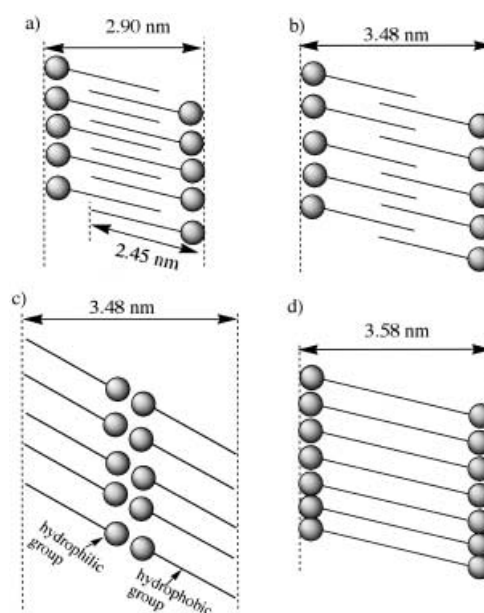 a)
2.90 nm
2.45 nm
b)
3.48 nm
c)
3.48 nm
hydrophilic
group
hydrophobic
group
d)
3.58 nm